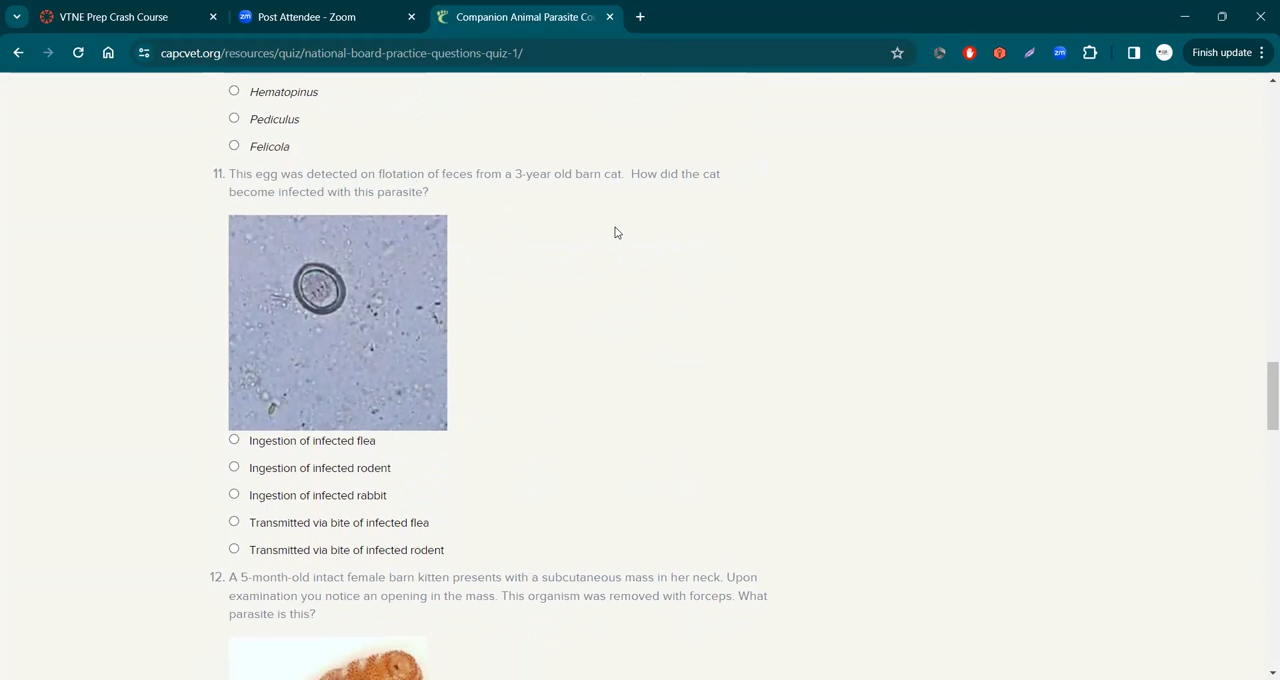 VTNE Prep Crash Course
zm Post Attendee - Zoom
Companion Animal Parasite Co
capcvet.org/resources/quiz/national-board-practice-questions-quiz-1/
zm
Finish update
Hematopinus
Pediculus
Felicola
11. This egg was detected on flotation of feces from a 3-year old barn cat. How did the cat
become infected with this parasite?
Ingestion of infected flea
Ingestion of infected rodent
Ingestion of infected rabbit
Transmitted via bite of infected flea
Transmitted via bite of infected rodent
12. A 5-month-old intact female barn kitten presents with a subcutaneous mass in her neck. Upon
examination you notice an opening in the mass. This organism was removed with forceps. What
parasite is this?